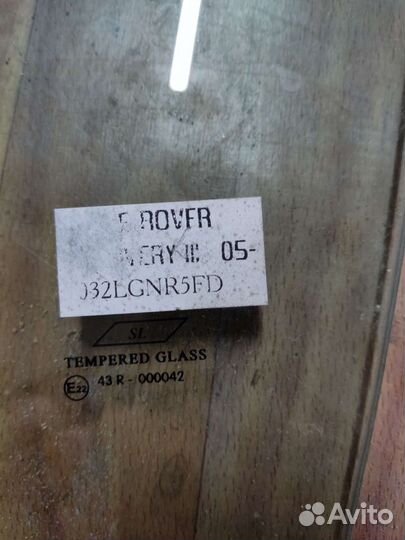 ROVER
VERY III 05-
032LGNR5FD
SL
TEMPERED GLASS
E22 43 R - 000042
Avito